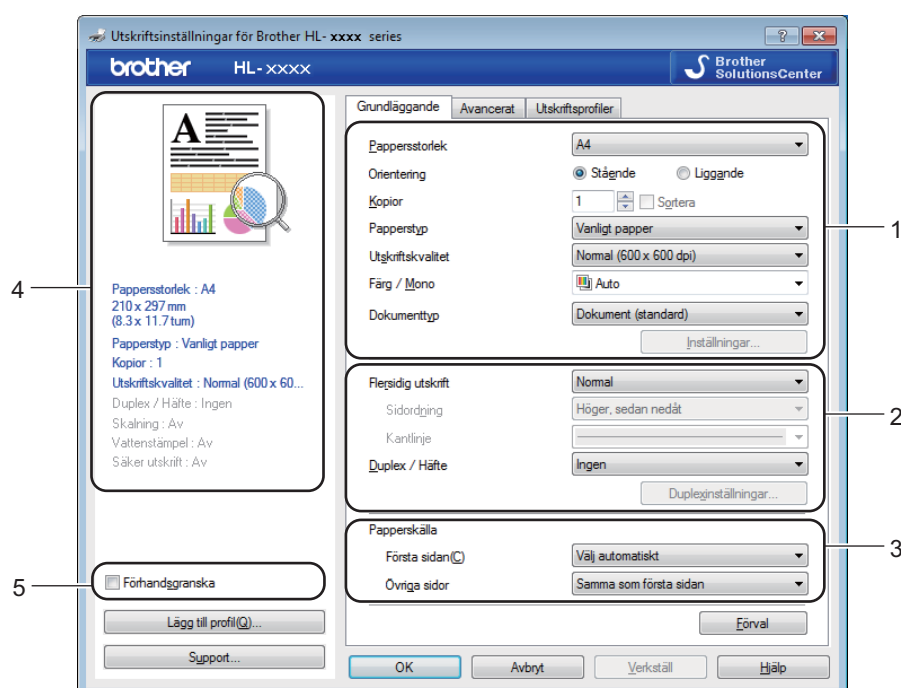 Utskriftsinställningar för Brother HL- xxxx series
brother HL- xxxx
Brother
SolutionsCenter
Grundläggande Avancerat Utskriftsprofiler
A
Pappersstorlek : A4
210 x 297 mm
(8.3 x 11.7 tum)
Papperstyp : Vanligt papper
Kopior : 1
Utskriftskvalitet : Normal (600 x 60...
Duplex / Häfte : Ingen
Skalning : Av
Vattenstämpel : Av
Säker utskrift : Av
4
Förhandsgranska
5
Lägg till profil(Q)...
Support...
Pappersstorlek A4
Orientering Stående Liggande
Kopior 1 Sortera
Papperstyp Vanligt papper
Utskriftskvalitet Normal (600 x 600 dpi)
Färg / Mono Auto
Dokumenttyp Dokument (standard)
Inställningar...
1
Flersidig utskrift Normal
Sidordning Höger, sedan nedåt
Kantlinje
Duplex / Häfte Ingen
Duplexinställningar...
2
Papperskälla
Första sidan(C) Välj automatiskt
Övriga sidor Samma som första sidan
3
Förval
OK Avbryt Verkställ Hjälp